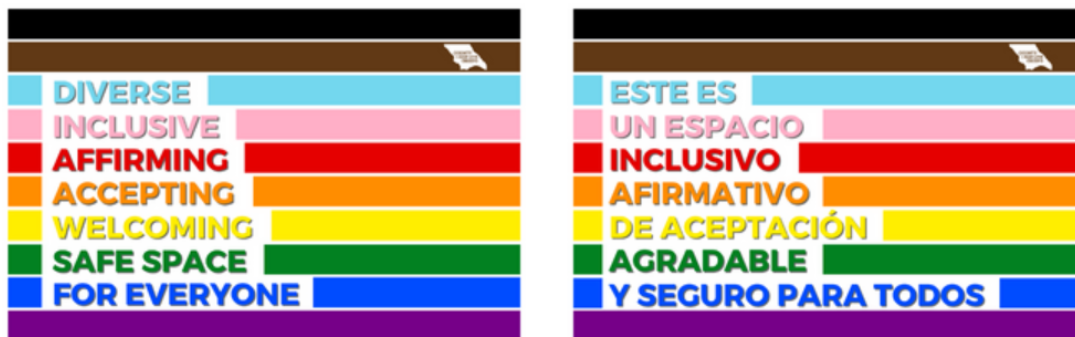 DIVERSE
INCLUSIVE
AFFIRMING
ACCEPTING
WELCOMING
SAFE SPACE
FOR EVERYONE
ESTE ES
UN ESPACIO
INCLUSIVO
AFIRMATIVO
DE ACEPTACIÓN
AGRADABLE
Y SEGURO PARA TODOS